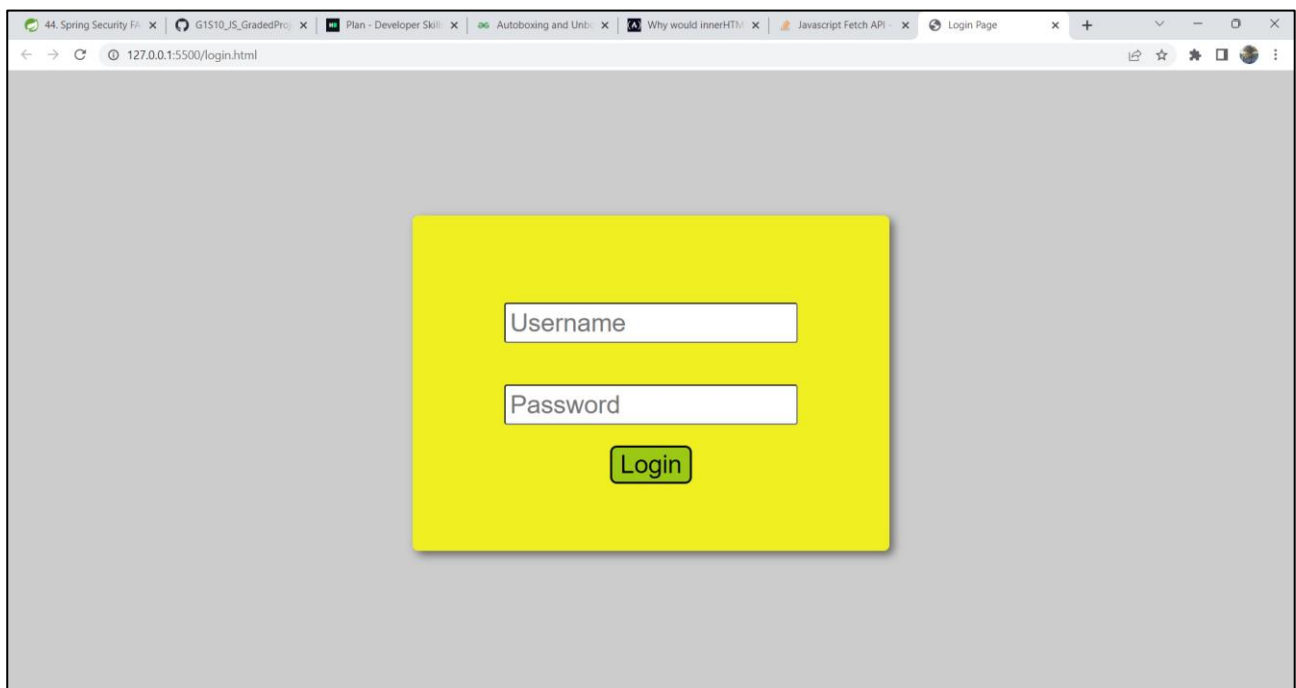 44. Spring Security FA
G1S10_JS_GradedProj
Plan - Developer Skill
Autoboxing and Unbo
Why would innerHTM
Javascript Fetch API -
Login Page
127.0.0.1:5500/login.html
Username
Password
Login